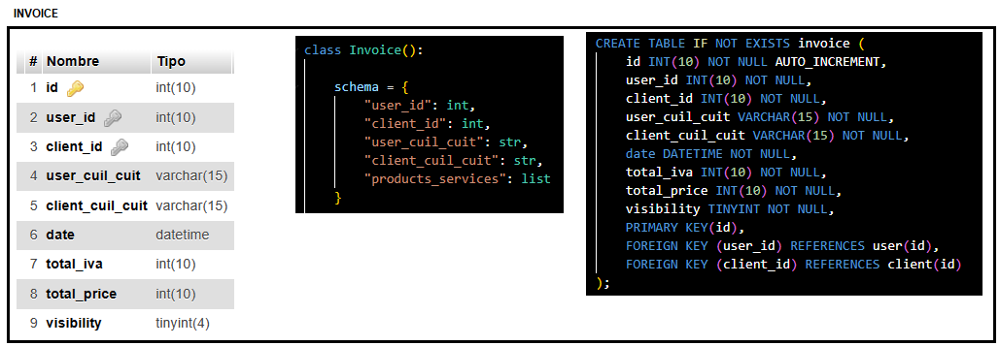 INVOICE
# Nombre Tipo
1 id int(10)
2 user_id int(10)
3 client_id int(10)
4 user_cuil_cuit varchar(15)
5 client_cuil_cuit varchar(15)
6 date datetime
7 total_iva int(10)
8 total_price int(10)
9 visibility tinyint(4)
class Invoice():
schema = {
"user_id": int,
"client_id": int,
"user_cuil_cuit": str,
"client_cuil_cuit": str,
"products_services": list
}
CREATE TABLE IF NOT EXISTS invoice (
id INT(10) NOT NULL AUTO_INCREMENT,
user_id INT(10) NOT NULL,
client_id INT(10) NOT NULL,
user_cuil_cuit VARCHAR(15) NOT NULL,
client_cuil_cuit VARCHAR(15) NOT NULL,
date DATETIME NOT NULL,
total_iva INT(10) NOT NULL,
total_price INT(10) NOT NULL,
visibility TINYINT NOT NULL,
PRIMARY KEY(id),
FOREIGN KEY (user_id) REFERENCES user(id),
FOREIGN KEY (client_id) REFERENCES client(id)
);